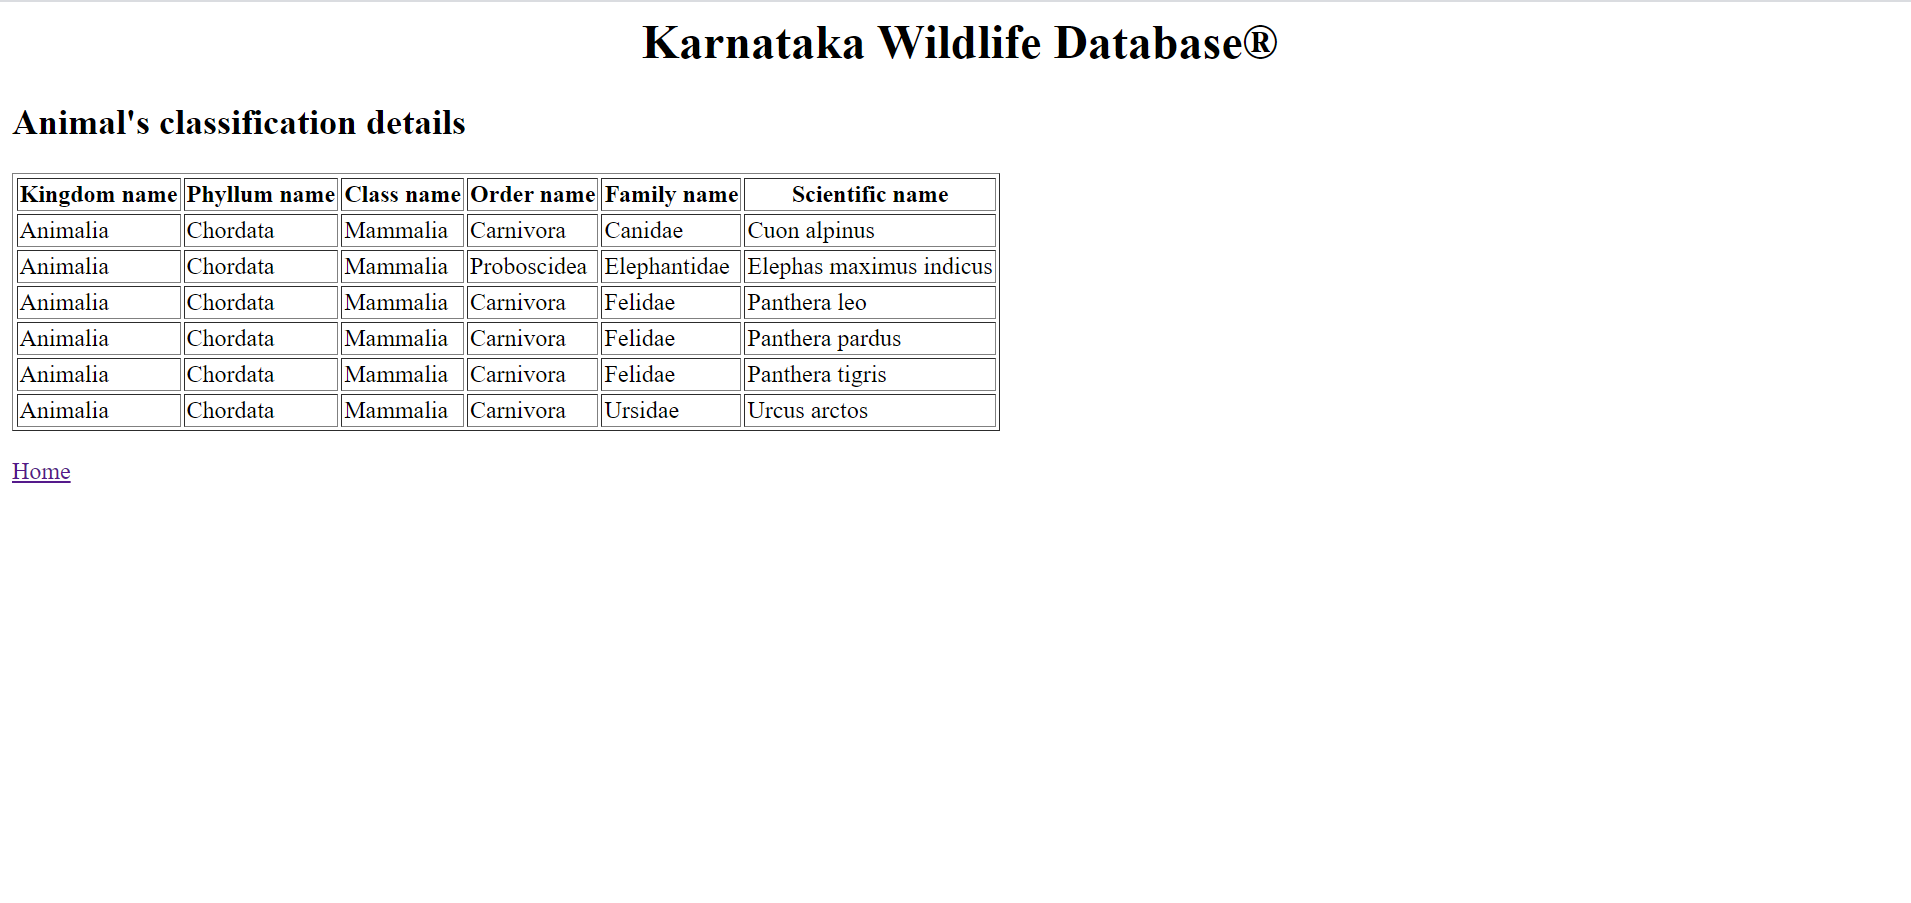 Karnataka Wildlife Database®
Animal's classification details
Kingdom name Phyllum name Class name Order name Family name Scientific name
Animalia Chordata Mammalia Carnivora Canidae Cuon alpinus
Animalia Chordata Mammalia Proboscidea Elephantidae Elephas maximus indicus
Animalia Chordata Mammalia Carnivora Felidae Panthera leo
Animalia Chordata Mammalia Carnivora Felidae Panthera pardus
Animalia Chordata Mammalia Carnivora Felidae Panthera tigris
Animalia Chordata Mammalia Carnivora Ursidae Urcus arctos
Home